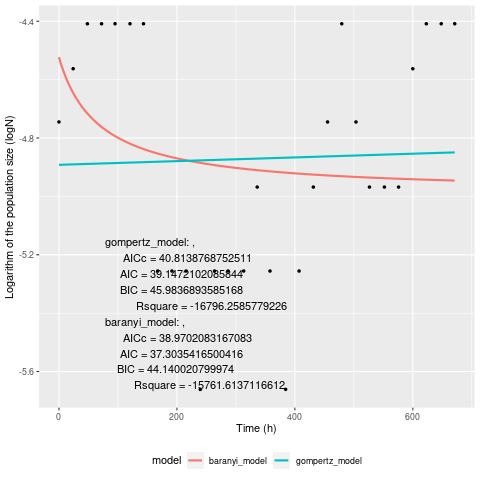 -4.4
-4.8
-5.2
-5.6
Logarithm of the population size (logN)
gompertz_model: ,
AICc = 40.8138768752511
AIC = 39.1472102085844
BIC = 45.9836893585168
Rsquare = -16796.2585779226
baranyi_model: ,
AICc = 38.9702083167083
AIC = 37.3035416500416
BIC = 44.140020799974
Rsquare = -15761.6137116612
0 200 400 600
Time (h)
model baranyi_model gompertz_model